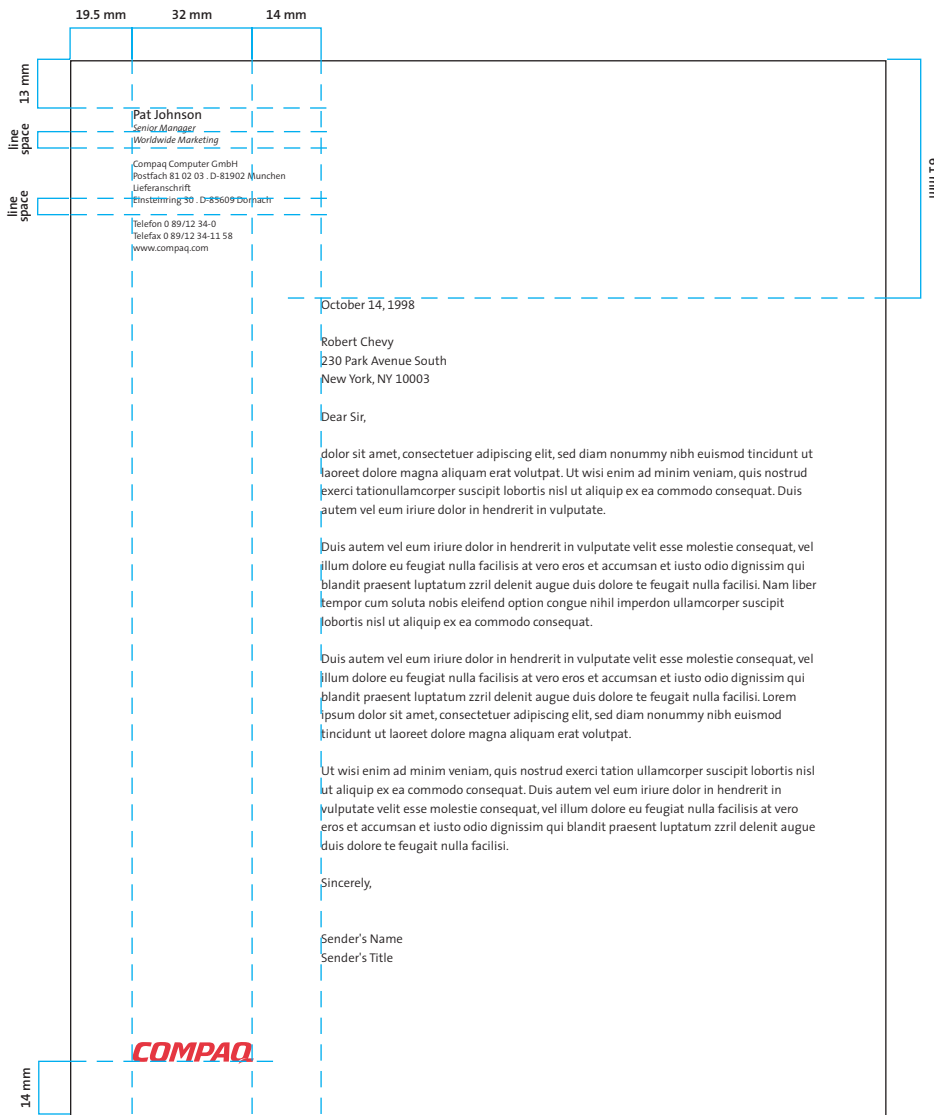 19.5 mm 32 mm 14 mm
13 mm
Pat Johnson
line space
Senior Manager
Worldwide Marketing
Compaq Computer GmbH
Postfach 81 02 03 . D-81902 Munchen
Lieferanschrift
Einsteinring 30 . D-85609 Dornach
line space
Telefon 0 89/12 34-0
Telefax 0 89/12 34-11 58
www.compaq.com
October 14, 1998
Robert Chevy
230 Park Avenue South
New York, NY 10003
Dear Sir,
dolor sit amet, consectetuer adipiscing elit, sed diam nonummy nibh euismod tincidunt ut
laoreet dolore magna aliquam erat volutpat. Ut wisi enim ad minim veniam, quis nostrud
exerci tationullamcorper suscipit lobortis nisl ut aliquip ex ea commodo consequat. Duis
autem vel eum iriure dolor in hendrerit in vulputate.
Duis autem vel eum iriure dolor in hendrerit in vulputate velit esse molestie consequat, vel
illum dolore eu feugiat nulla facilisis at vero eros et accumsan et iusto odio dignissim qui
blandit praesent luptatum zzril delenit augue duis dolore te feugait nulla facilisi. Nam liber
tempor cum soluta nobis eleifend option congue nihil imperdon ullamcorper suscipit
lobortis nisl ut aliquip ex ea commodo consequat.
Duis autem vel eum iriure dolor in hendrerit in vulputate velit esse molestie consequat, vel
illum dolore eu feugiat nulla facilisis at vero eros et accumsan et iusto odio dignissim qui
blandit praesent luptatum zzril delenit augue duis dolore te feugait nulla facilisi. Lorem
ipsum dolor sit amet, consectetuer adipiscing elit, sed diam nonummy nibh euismod
tincidunt ut laoreet dolore magna aliquam erat volutpat.
Ut wisi enim ad minim veniam, quis nostrud exerci tation ullamcorper suscipit lobortis nisl
ut aliquip ex ea commodo consequat. Duis autem vel eum iriure dolor in hendrerit in
vulputate velit esse molestie consequat, vel illum dolore eu feugiat nulla facilisis at vero
eros et accumsan et iusto odio dignissim qui blandit praesent luptatum zzril delenit augue
duis dolore te feugait nulla facilisi.
Sincerely,
Sender's Name
Sender's Title
COMPAQ
14 mm